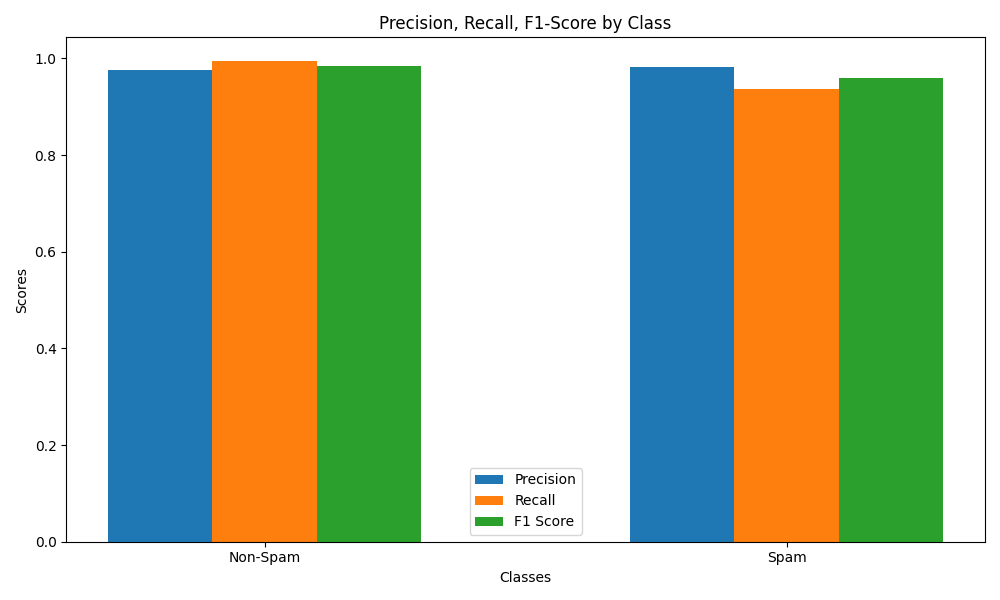 Precision, Recall, F1-Score by Class
Scores
1.0
0.8
0.6
0.4
0.2
0.0
Precision
Recall
F1 Score
Non-Spam
Spam
Classes